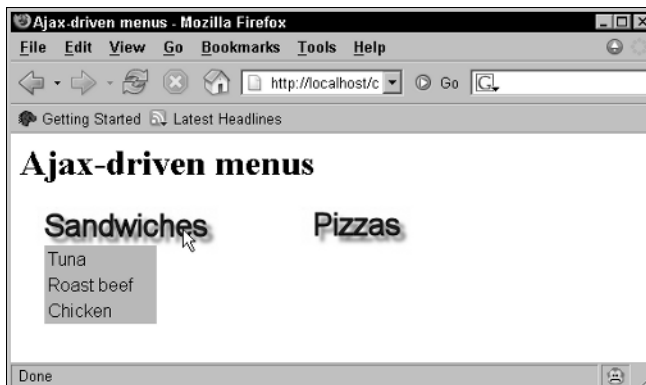 Ajax-driven menus - Mozilla Firefox
File Edit View Go Bookmarks Tools Help
http://localhost/c Go G
Getting Started Latest Headlines
Ajax-driven menus
Sandwiches Pizzas
Tuna
Roast beef
Chicken
Done